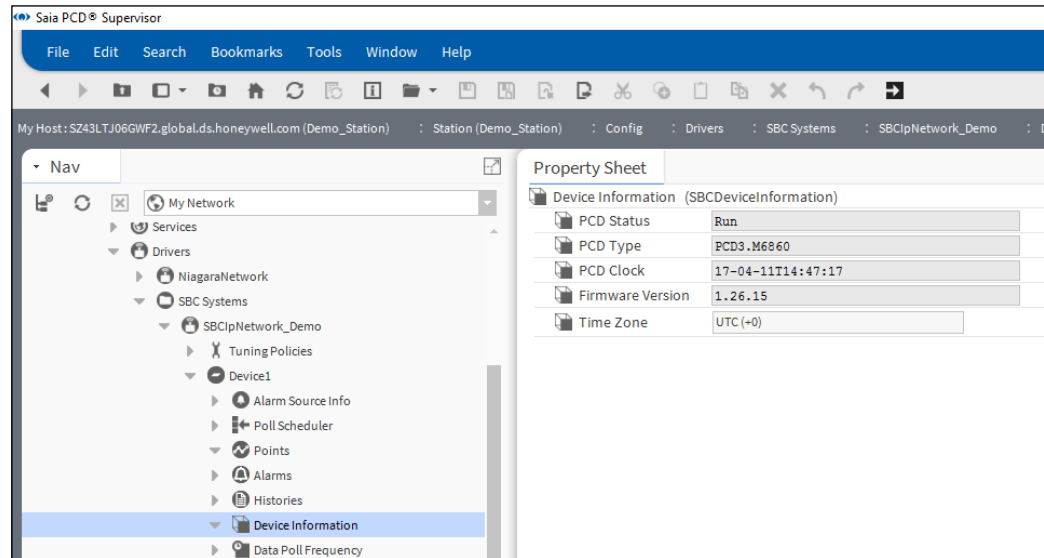 Saia PCD® Supervisor
File Edit Search Bookmarks Tools Window Help
My Host : SZ43LTJ06GWF2.global.ds.honeywell.com (Demo_Station) : Station (Demo_Station) : Config : Drivers : SBC Systems : SBCIpNetwork_Demo : D
Nav
My Network
Services
Drivers
NiagaraNetwork
SBC Systems
SBCIpNetwork_Demo
Tuning Policies
Device1
Alarm Source Info
Poll Scheduler
Points
Alarms
Histories
Device Information
Data Poll Frequency
Property Sheet
Device Information (SBCDeviceInformation)
PCD Status Run
PCD Type PCD3.M6860
PCD Clock 17-04-11T14:47:17
Firmware Version 1.26.15
Time Zone UTC (+0)